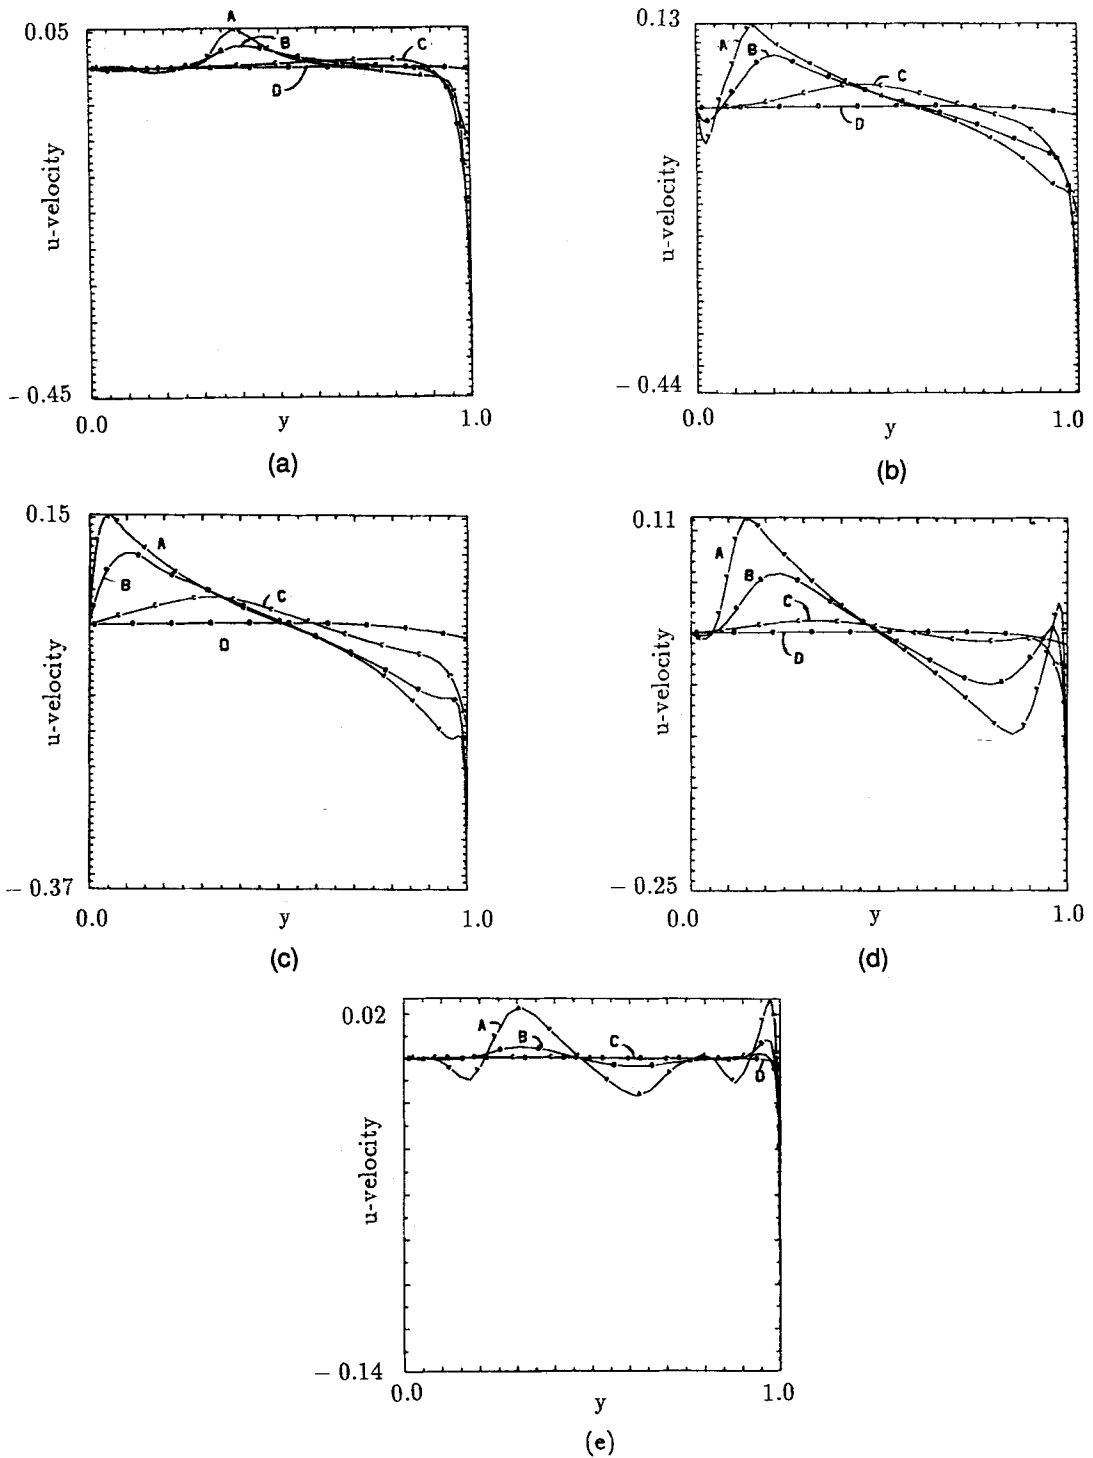 0.05
A
B
C
D
u-velocity
− 0.45
0.0
y
1.0
(a)
0.13
A
B
C
D
u-velocity
− 0.44
0.0
y
1.0
(b)
0.15
A
B
C
D
u-velocity
− 0.37
0.0
y
1.0
(c)
0.11
A
B
C
D
u-velocity
− 0.25
0.0
y
1.0
(d)
0.02
A
B
C
D
u-velocity
− 0.14
0.0
y
1.0
(e)